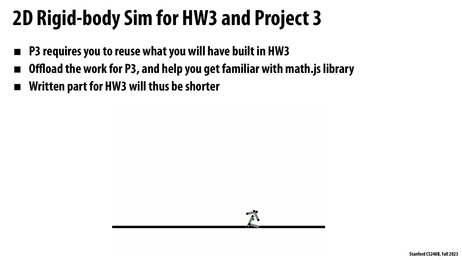 2D Rigid-body Sim for HW3 and Project 3
P3 requires you to reuse what you will have built in HW3
Offload the work for P3, and help you get familiar with math.js library
Written part for HW3 will thus be shorter
Stanford CS248B, Fall 2023